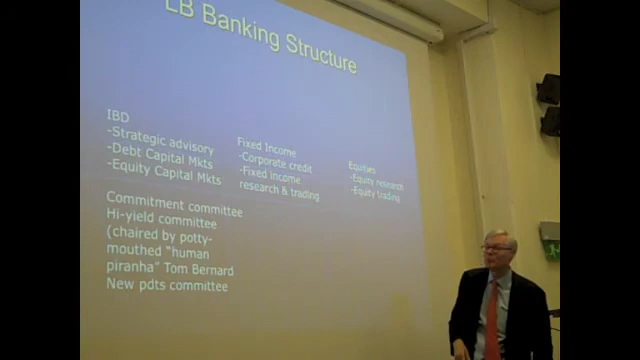 LB Banking Structure
IBD
-Strategic advisory
-Debt Capital Mkts
-Equity Capital Mkts
Fixed Income
-Corporate credit
-Fixed income
research & trading
Equities
-Equity research
-Equity trading
Commitment committee
Hi-yield committee
(chaired by potty-
mouthed "human
piranha" Tom Bernard
New pdts committee